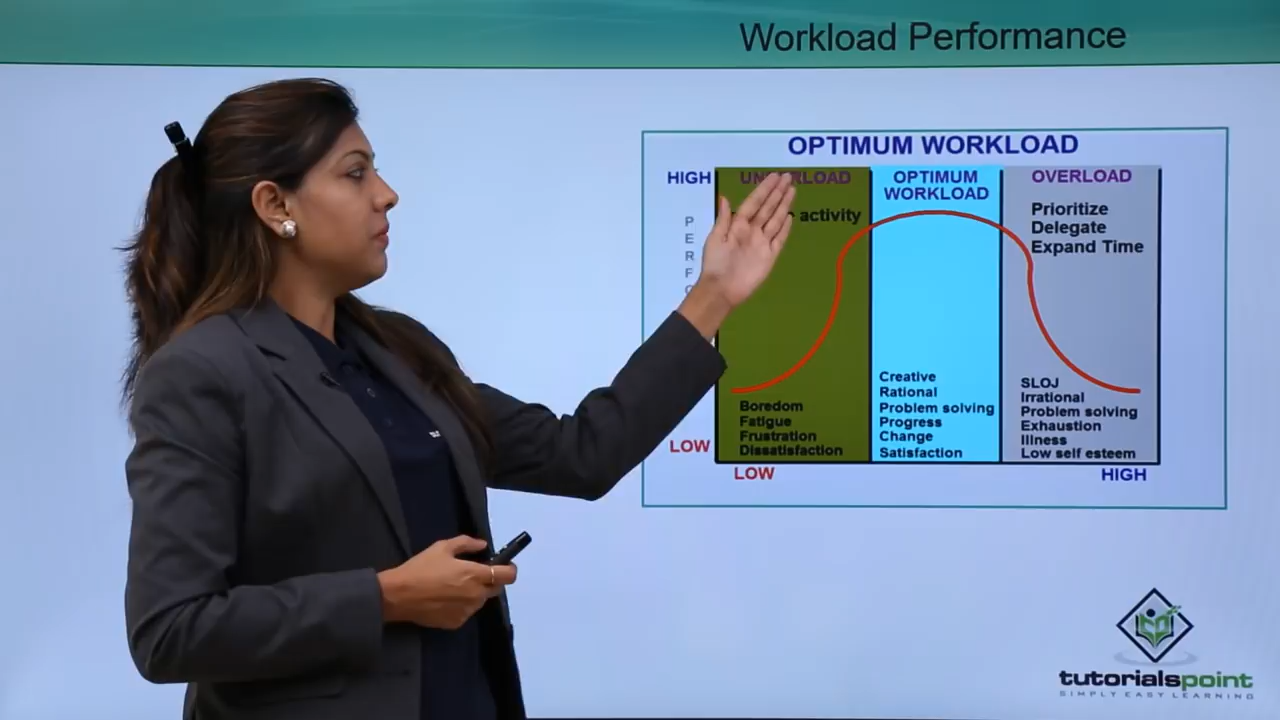 Workload Performance
OPTIMUM WORKLOAD
HIGH
OPTIMUM
WORKLOAD
OVERLOAD
activity
Prioritize
Delegate
Expand Time
P
E
R
F
Boredom
Fatigue
Frustration
Dissatisfaction
Creative
Rational
Problem solving
Progress
Change
Satisfaction
SLOJ
Irrational
Problem solving
Exhaustion
Illness
Low self esteem
LOW
LOW
HIGH
tutorialspoint
SIMPLY EASY LEARNING